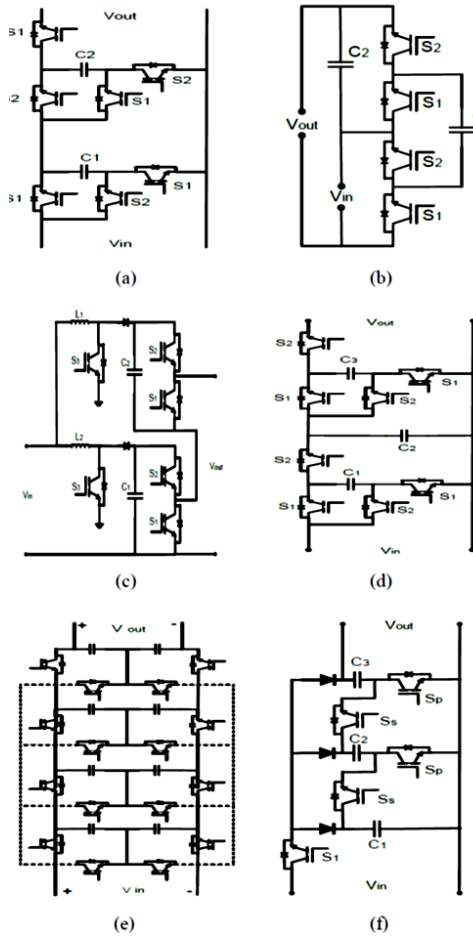 S1 Vout
C2
S2
S2 S1
C1
S1
S1 S2
Vin
(a)
C2 S2
S1
Vout
S2
Vin
S1
(b)
L1
S3 C2 S2
S1
L2
Vin S3 C1 S2 Vout
S1
(c)
Vout
S2
C3
S1
S1 S2
C2
S2
C1
S1
S1 S2
Vin
(d)
+ -
V out
+ V in -
(e)
Vout
C3
Sp
Ss
C2
Sp
Ss
C1
S1
Vin
(f)